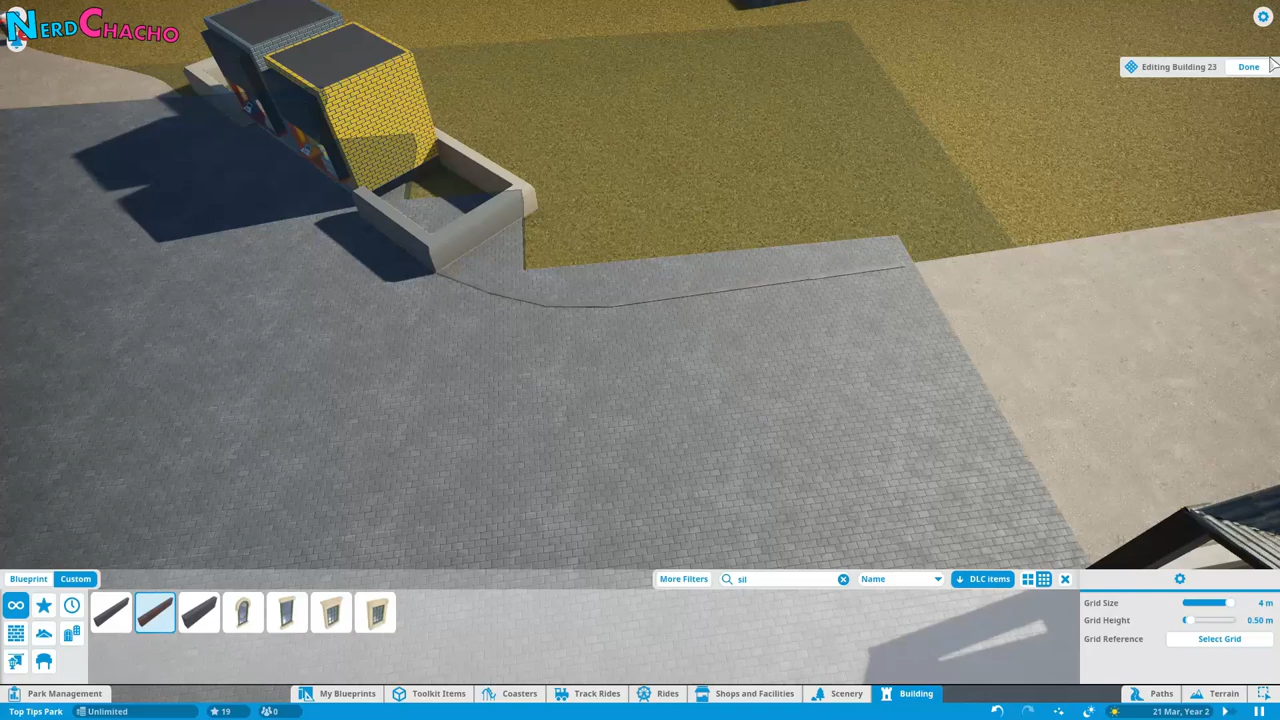 NERDCHACHO
Editing Building 23
Done
Blueprint
Custom
More Filters
sil
Name
DLC items
Grid Size
4 m
Grid Height
0.50 m
Grid Reference
Select Grid
Park Management
My Blueprints
Toolkit Items
Coasters
Track Rides
Rides
Shops and Facilities
Scenery
Building
Paths
Terrain
Top Tips Park
Unlimited
19
0
21 Mar, Year 2